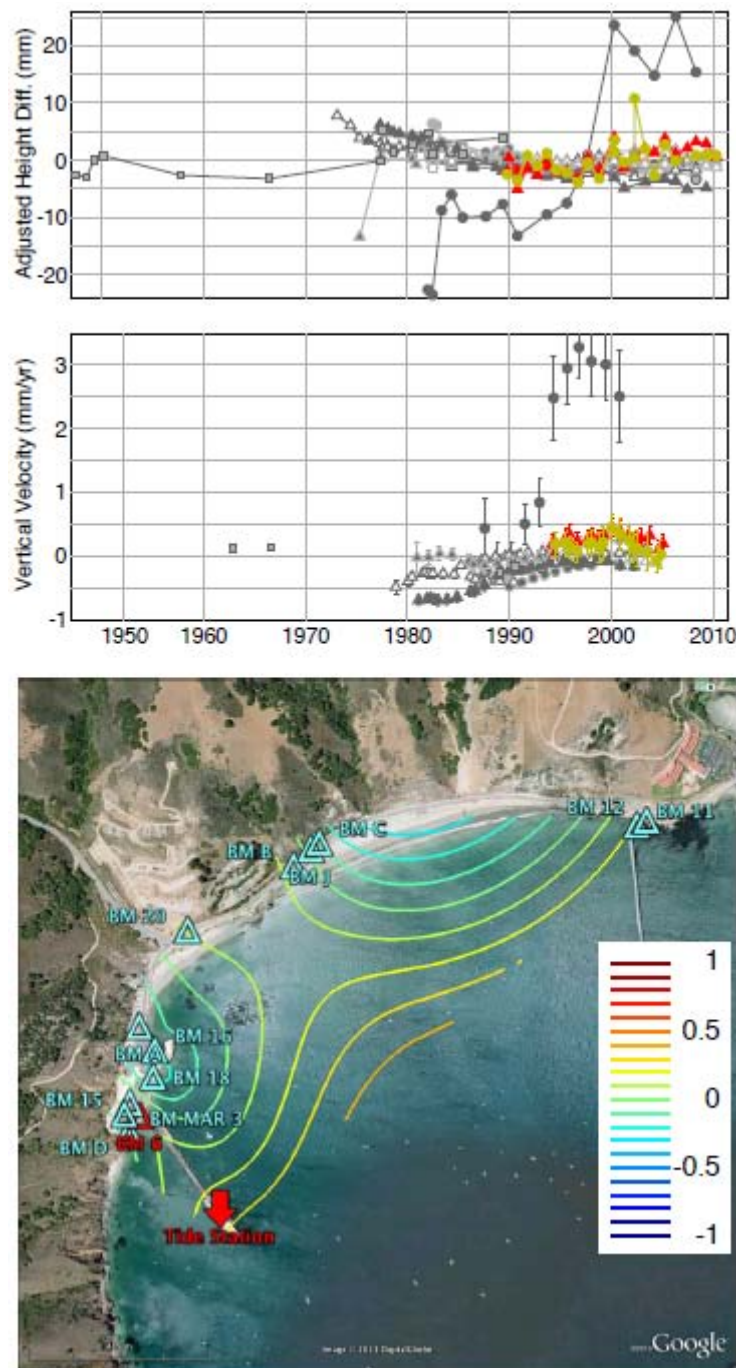 Adjusted Height Diff. (mm)
20
10
0
-10
-20
Vertical Velocity (mm/yr)
3
2
1
0
-1
1950 1960 1970 1980 1990 2000 2010
BM 12
BM 11
BM C
BM B
BM J
BM 20
BM 16
BM A
BM 18
BM 15
BM MAR 3
BM D
BM 6
Tide Station
1
0.5
0
-0.5
-1
Google